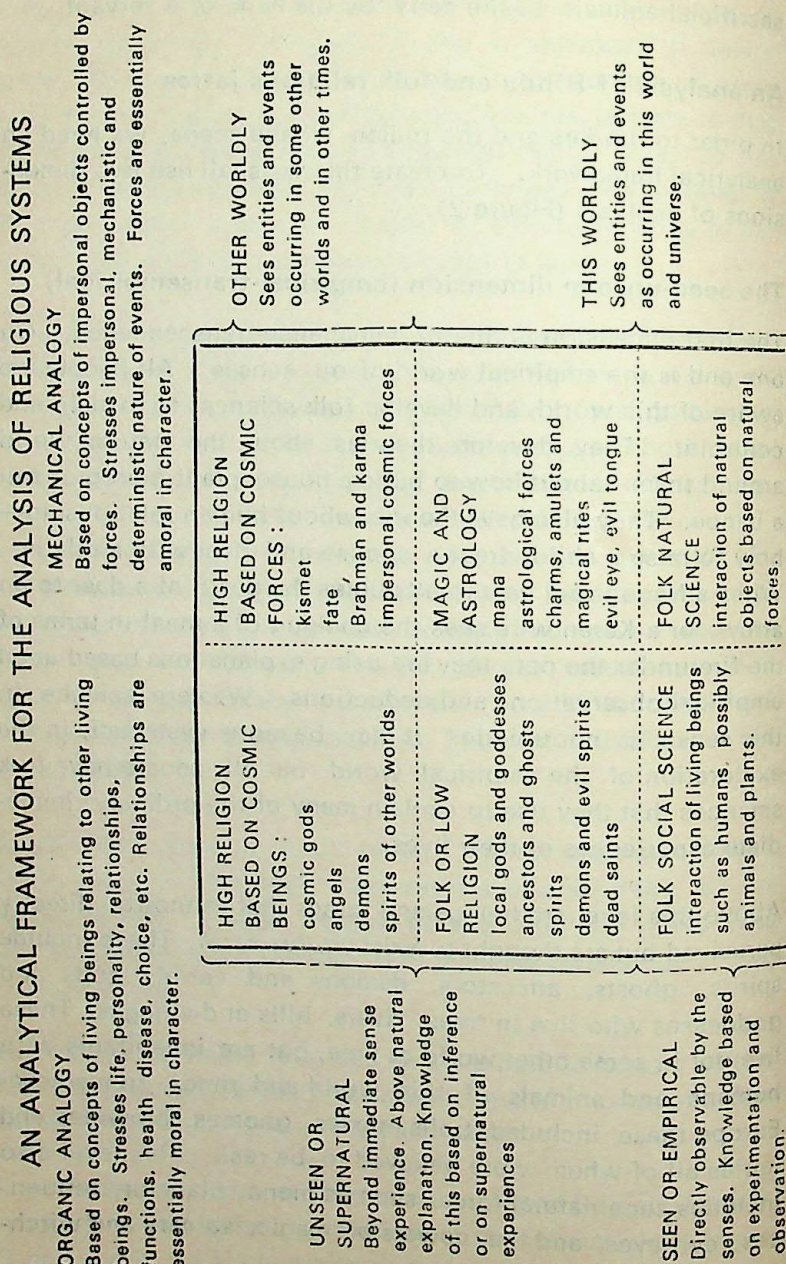 AN ANALYTICAL FRAMEWORK FOR THE ANALYSIS OF RELIGIOUS SYSTEMS
ORGANIC ANALOGY
Based on concepts of living beings relating to other living
beings. Stresses life, personality, relationships,
functions, health disease, choice, etc. Relationships are
essentially moral in character.
MECHANICAL ANALOGY
Based on concepts of impersonal objects controlled by
forces. Stresses impersonal, mechanistic and
deterministic nature of events. Forces are essentially
amoral in character.
UNSEEN OR
SUPERNATURAL
Beyond immediate sense
experience. Above natural
explanation. Knowledge
of this based on inference
or on supernatural
experiences
HIGH RELIGION
BASED ON COSMIC
BEINGS:
cosmic gods
angels
demons
spirits of other worlds
HIGH RELIGION
BASED ON COSMIC
FORCES:
kismet
fate
Brahman and karma
impersonal cosmic forces
OTHER WORLDLY
Sees entities and events
occurring in some other
worlds and in other times.
FOLK OR LOW
RELIGION
local gods and goddesses
ancestors and ghosts
spirits
demons and evil spirits
dead saints
MAGIC AND
ASTROLOGY
mana
astrological forces
charms, amulets and
magical rites
evil eye, evil tongue
THIS WORLDLY
Sees entities and events
as occurring in this world
and universe.
SEEN OR EMPIRICAL
Directly observable by the
senses. Knowledge based
on experimentation and
observation.
FOLK SOCIAL SCIENCE
interaction of living beings
such as humans, possibly
animals and plants.
FOLK NATURAL
SCIENCE
interaction of natural
objects based on natural
forces.